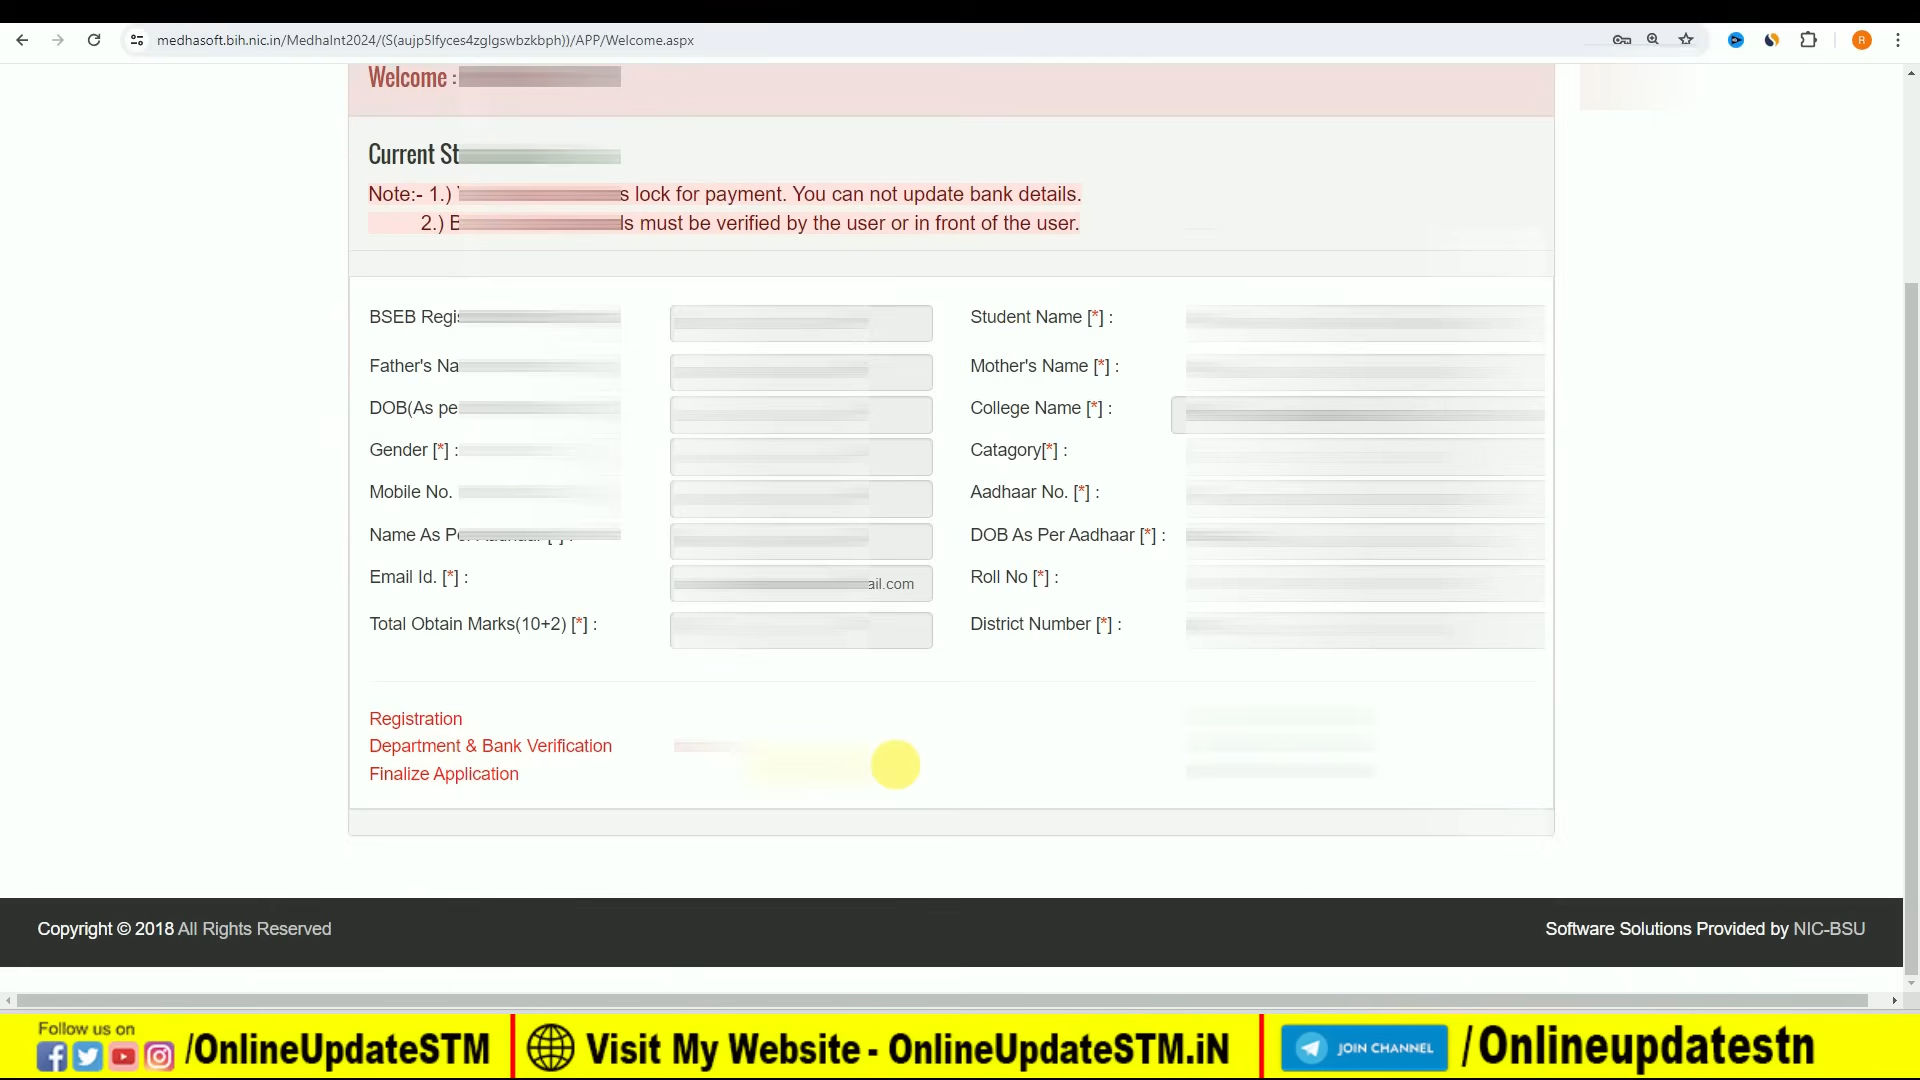 medhasoft.bih.nic.in/MedhaInt2024/(S(aujp5lfyces4zglgswbzkbph))/APP/Welcome.aspx
R
Welcome :
Current St
Note:- 1.) s lock for payment. You can not update bank details.
2.) ls must be verified by the user or in front of the user.
BSEB Regis Student Name [*] :
Father's Na Mother's Name [*] :
DOB(As pe College Name [*] :
Gender [*] : Catagory[*] :
Mobile No. Aadhaar No. [*] :
Name As Per Aadhaar [*] : DOB As Per Aadhaar [*] :
Email Id. [*] : ail.com Roll No [*] :
Total Obtain Marks(10+2) [*] : District Number [*] :
Registration
Department & Bank Verification
Finalize Application
Copyright © 2018 All Rights Reserved Software Solutions Provided by NIC-BSU
Follow us on
/OnlineUpdateSTM Visit My Website - OnlineUpdateSTM.iN JOIN CHANNEL /Onlineupdatestn